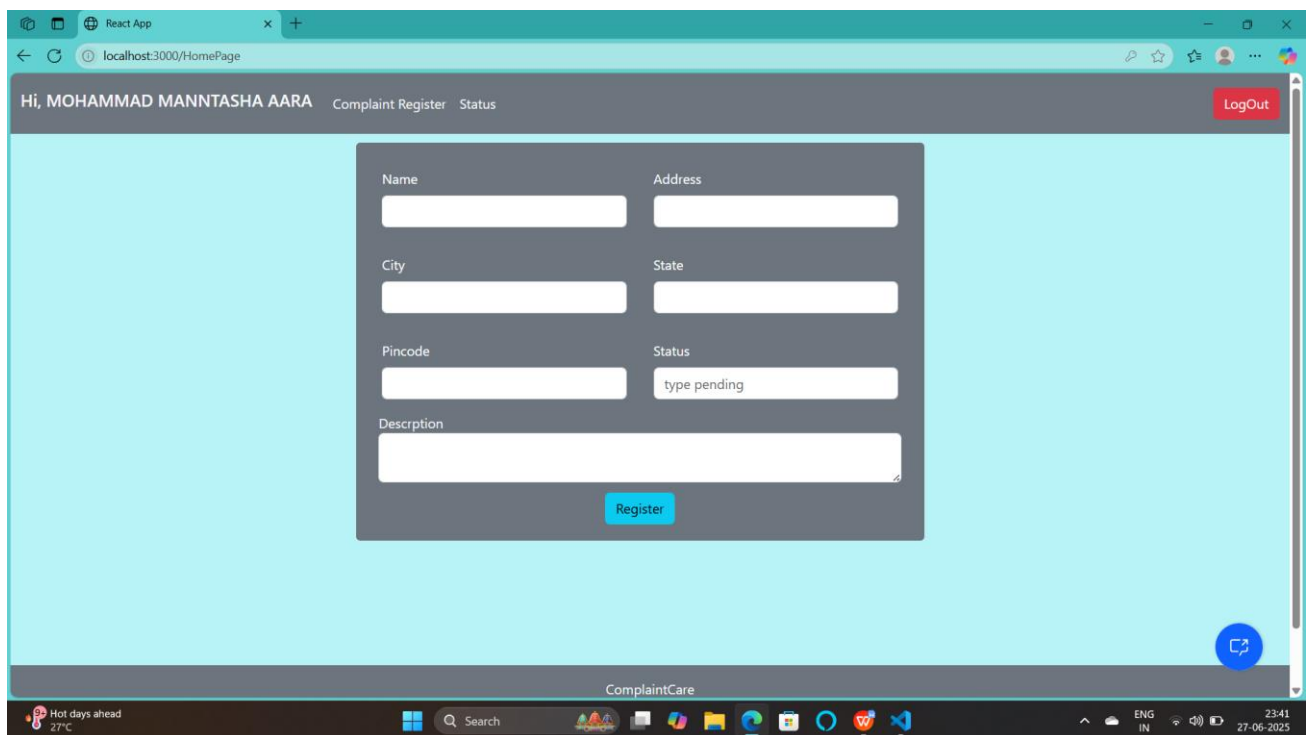 React App
localhost:3000/HomePage
Hi, MOHAMMAD MANNTASHA AARA Complaint Register Status LogOut
Name Address
City State
Pincode Status
type pending
Descrption
Register
ComplaintCare
9+ Hot days ahead
27°C
Search
ENG
IN
23:41
27-06-2025